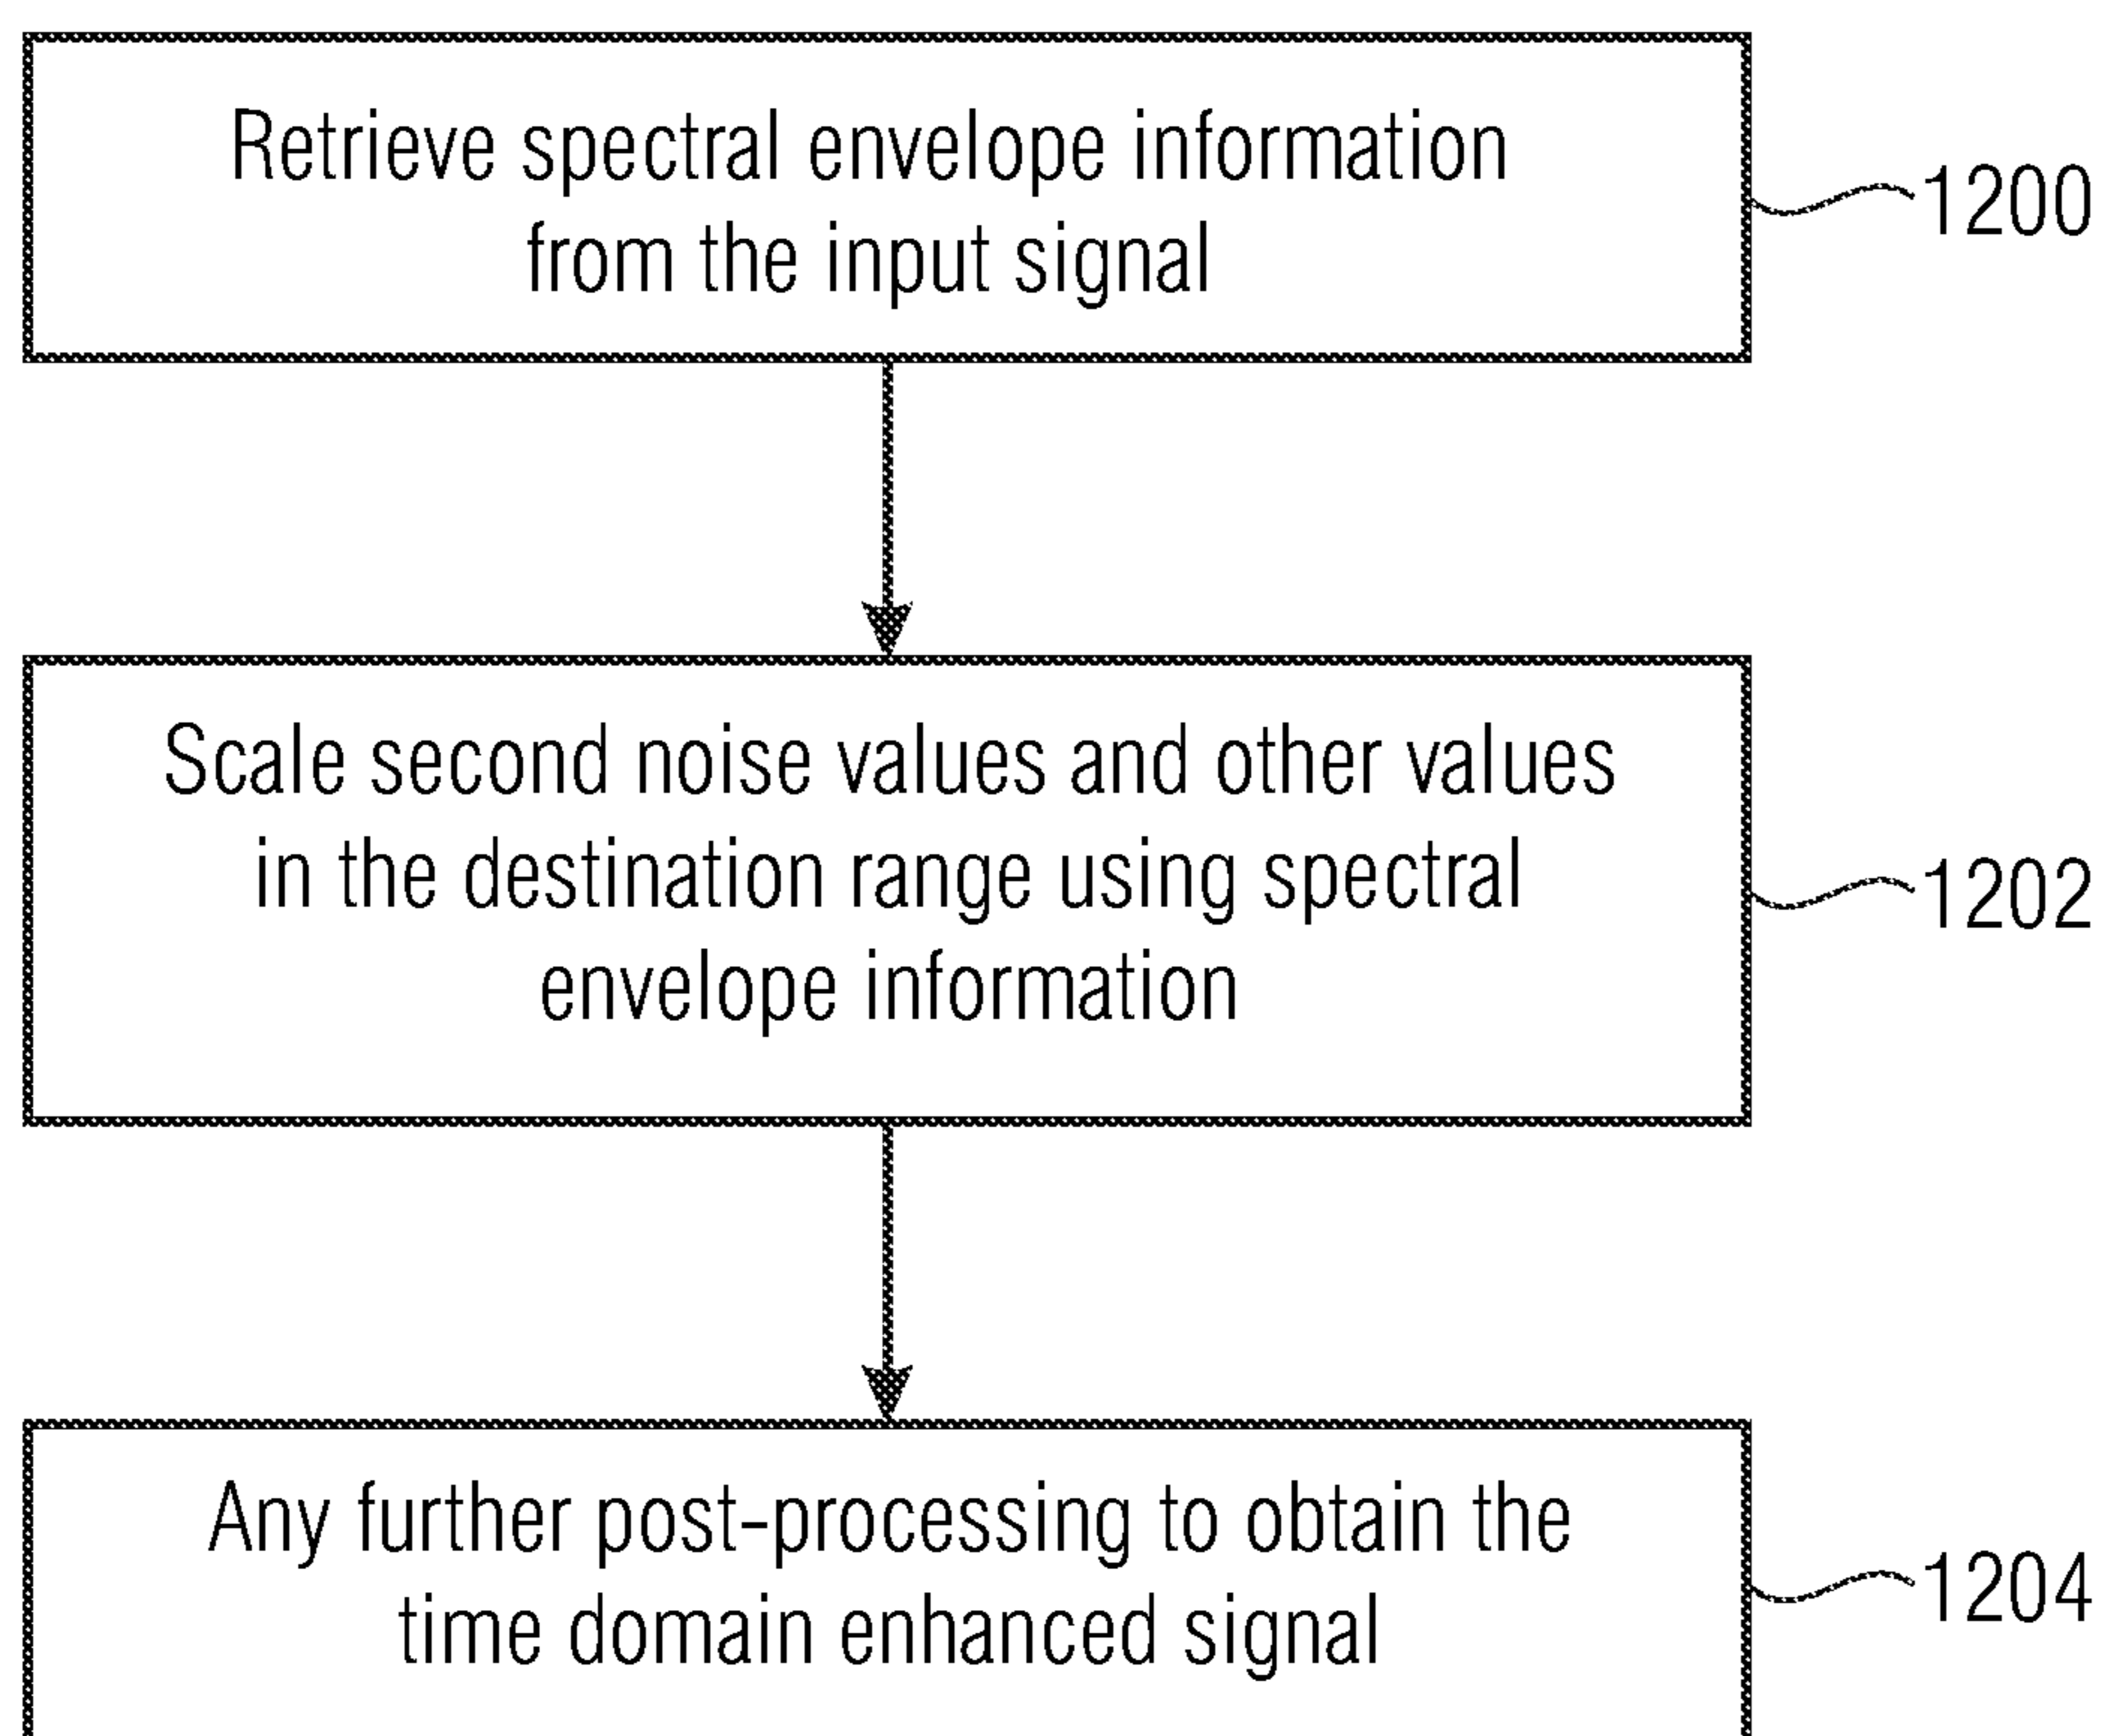 Retrieve spectral envelope information
from the input signal
1200
Scale second noise values and other values
in the destination range using spectral
envelope information
1202
Any further post-processing to obtain the
time domain enhanced signal
1204